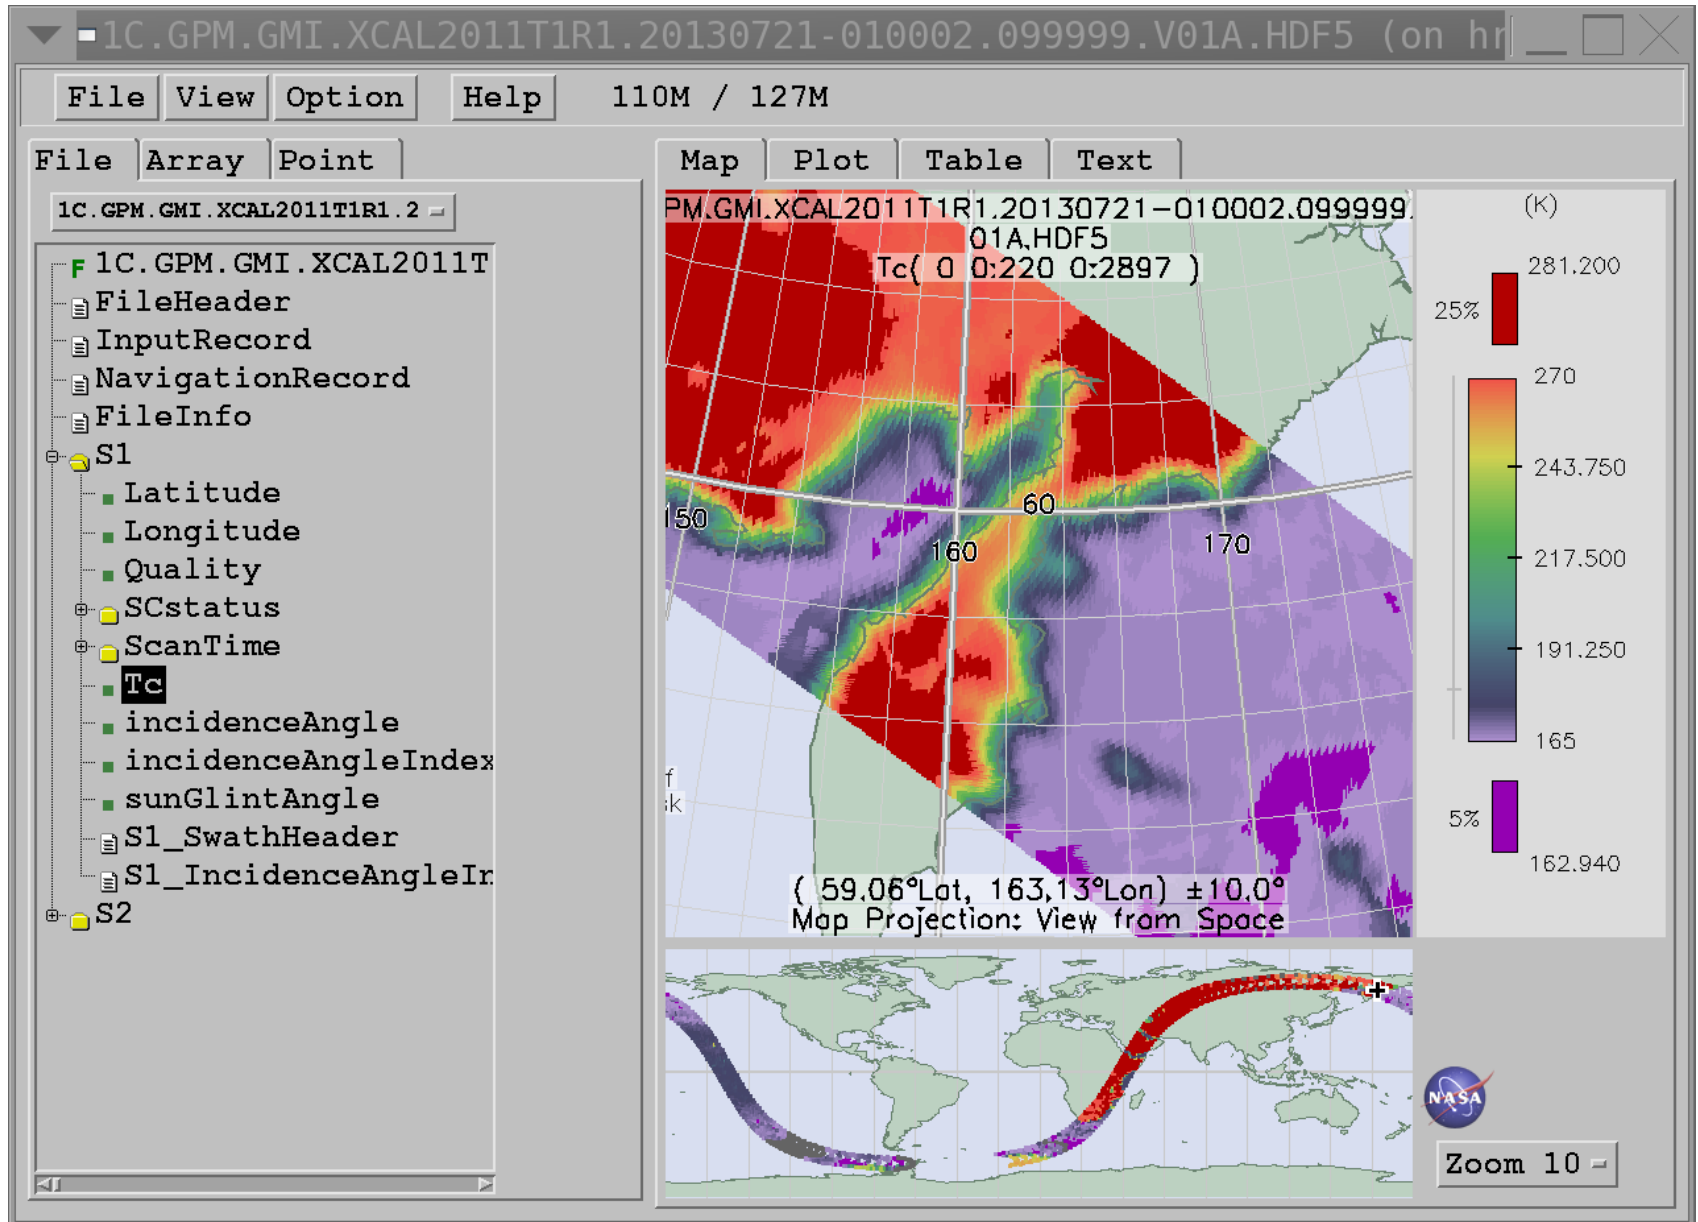 1C.GPM.GMI.XCAL2011T1R1.20130721-010002.099999.V01A.HDF5 (on hr
File View Option Help 110M / 127M
File Array Point
Map Plot Table Text
1C.GPM.GMI.XCAL2011T1R1.2
1C.GPM.GMI.XCAL2011T
FileHeader
InputRecord
NavigationRecord
FileInfo
S1
Latitude
Longitude
Quality
SCstatus
ScanTime
Tc
incidenceAngle
incidenceAngleIndex
sunGlintAngle
S1_SwathHeader
S1_IncidenceAngleIn
S2
PM.GMI.XCAL2011T1R1.20130721-010002.099999.
01A.HDF5
Tc( 0 0:220 0:2897 )
60
150
160
170
f
sk
( 59.06°Lat, 163.13°Lon) ±10.0°
Map Projection: View from Space
(K)
281.200
25%
270
243.750
217.500
191.250
165
5%
162.940
NASA
Zoom 10